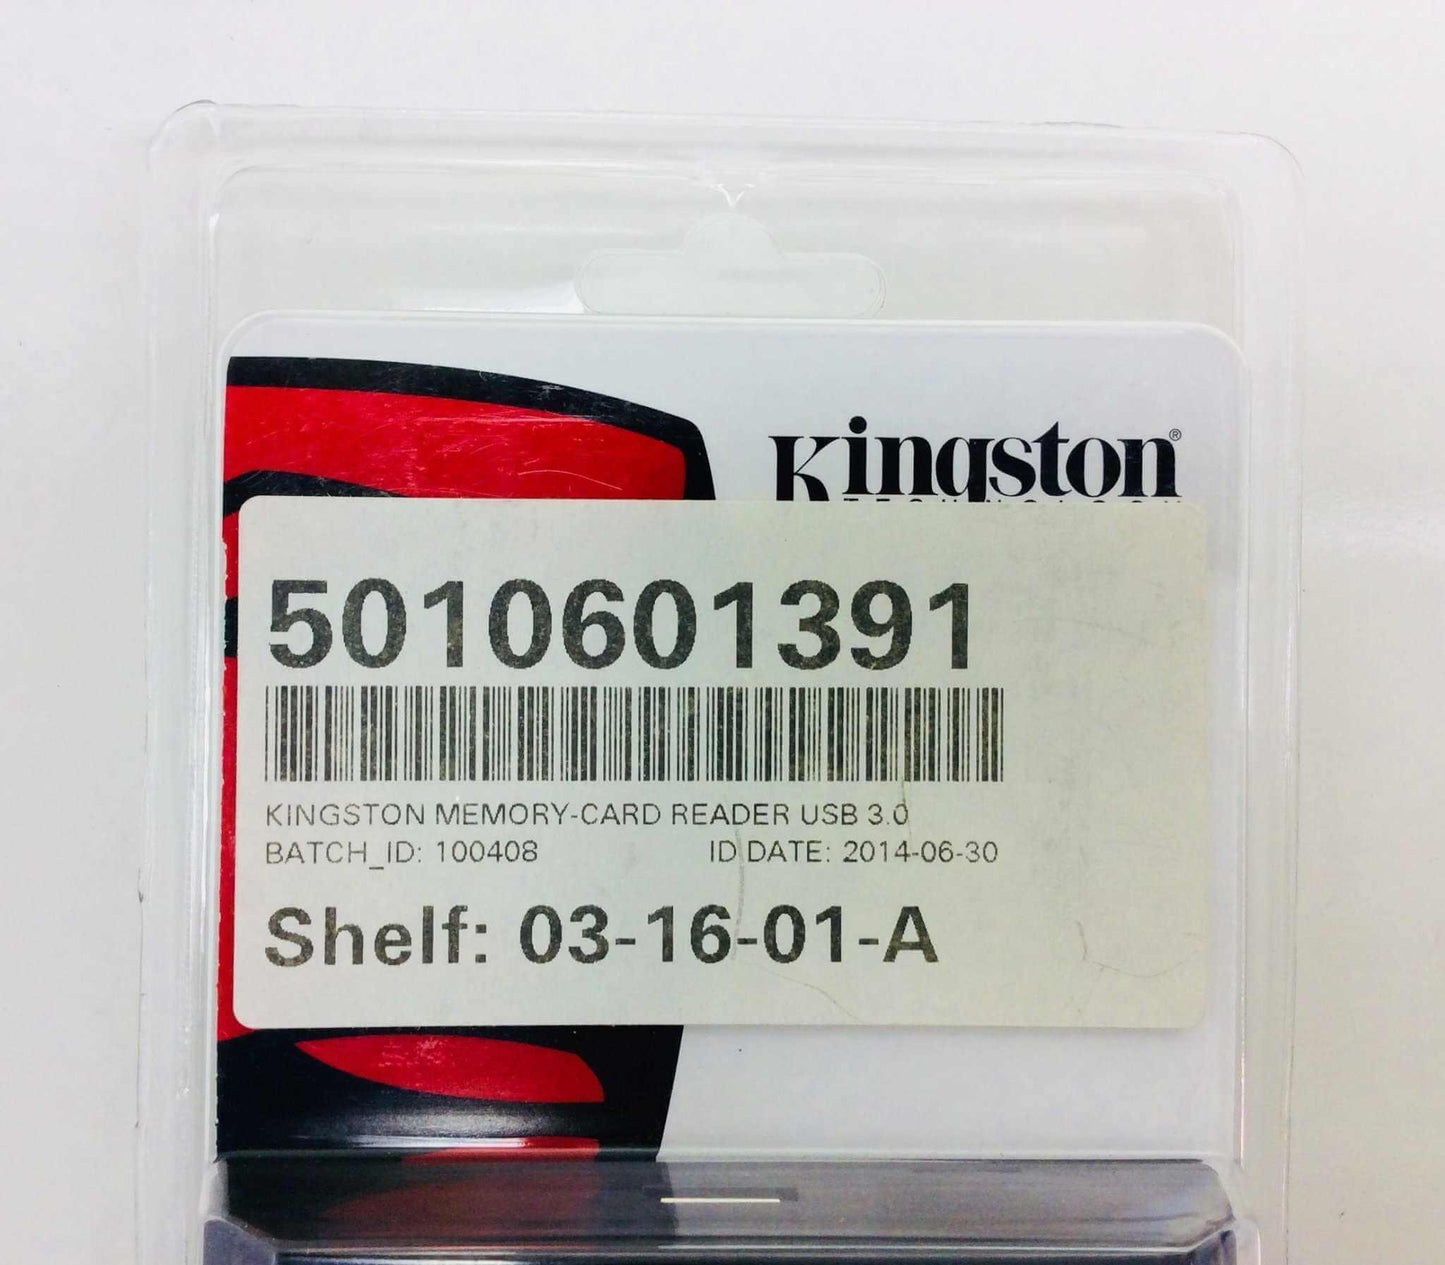 Kingston®
5010601391
KINGSTON MEMORY-CARD READER USB 3.0
BATCH_ID: 100408 ID DATE: 2014-06-30
Shelf: 03-16-01-A